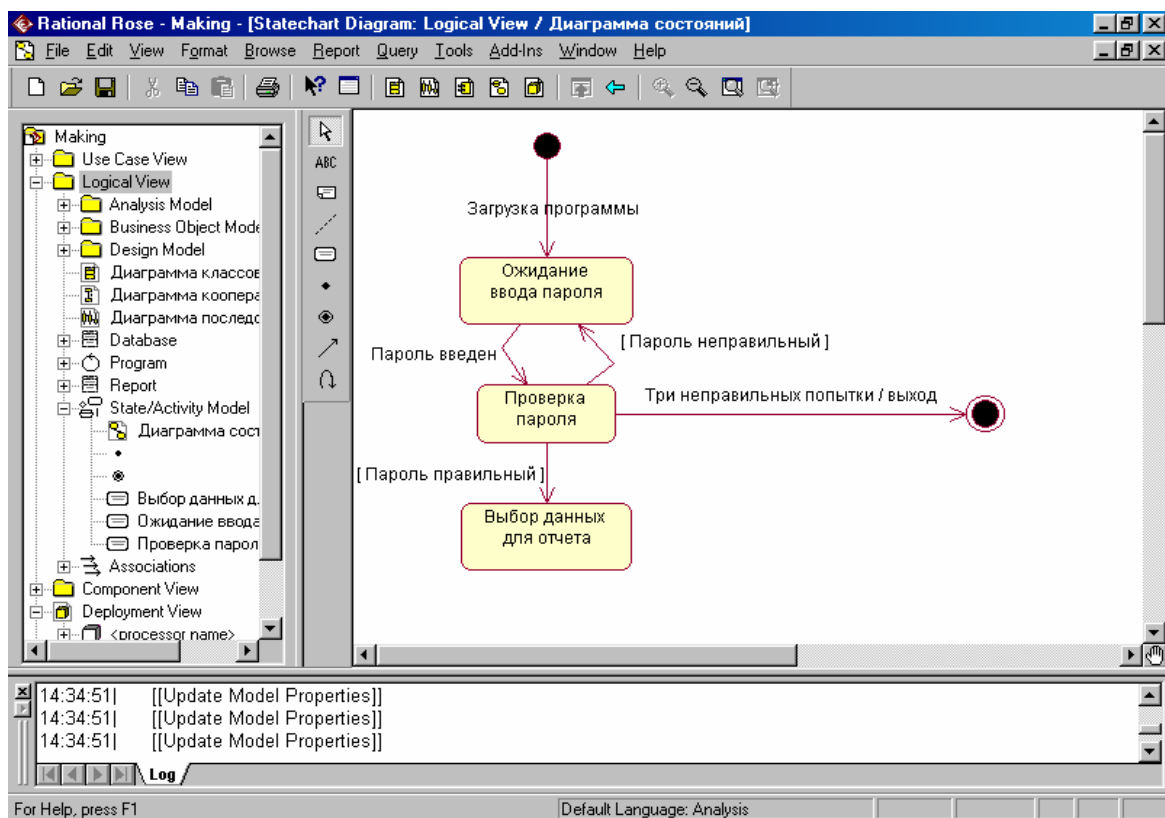 Rational Rose - Making - [Statechart Diagram: Logical View / Диаграмма состояний]
File Edit View Format Browse Report Query Tools Add-Ins Window Help
Making
Use Case View
Logical View
Analysis Model
Business Object Mode
Design Model
Диаграмма классов
Диаграмма коопера
Диаграмма последо
Database
Program
Report
State/Activity Model
Диаграмма сост
Выбор данных д.
Ожидание ввода
Проверка парол
Associations
Component View
Deployment View
<processor name>
ABC
Загрузка программы
Ожидание
ввода пароля
Пароль введен
[ Пароль неправильный ]
Проверка
пароля
Три неправильных попытки / выход
[ Пароль правильный ]
Выбор данных
для отчета
14:34:51| [[Update Model Properties]]
14:34:51| [[Update Model Properties]]
14:34:51| [[Update Model Properties]]
Log
For Help, press F1
Default Language: Analysis